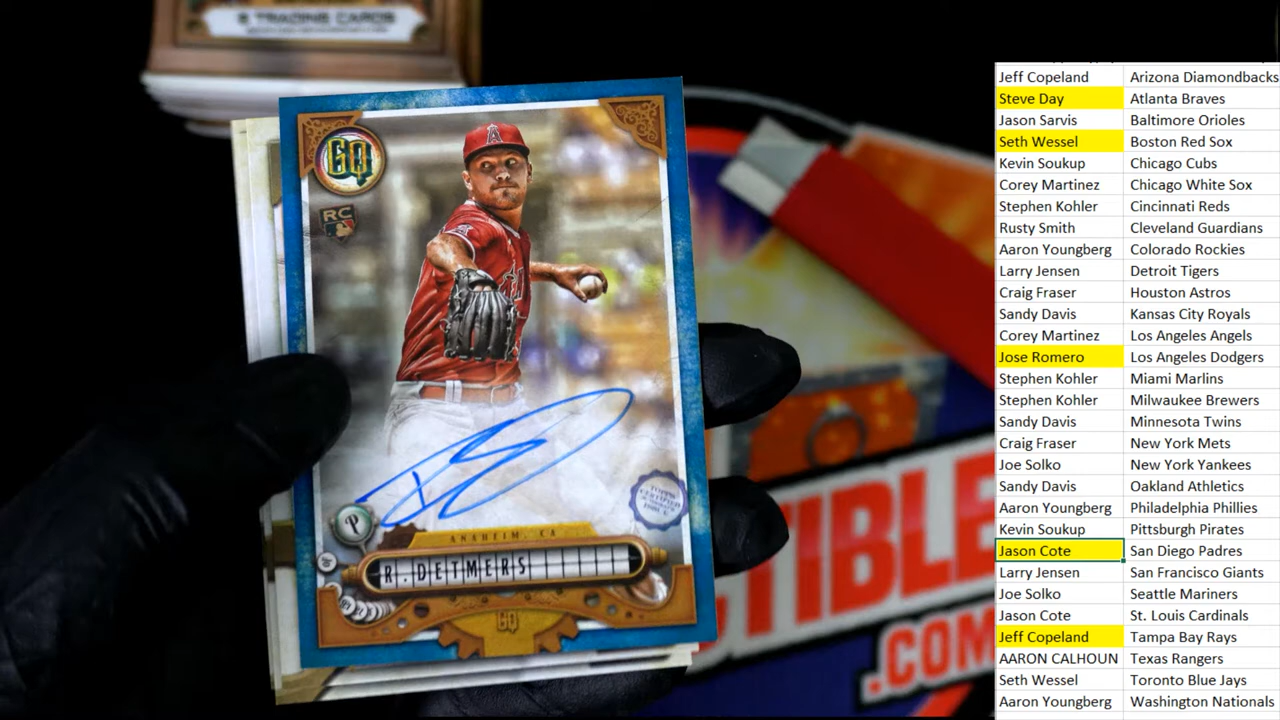 8 TRADING CARDS
GQ
RC
P
TOPPS
CERTIFIED
ISSUE
ANAHEIM, CA
R. DETMERS
GQ
TIBLE
.COM
Jeff Copeland Arizona Diamondbacks
Steve Day Atlanta Braves
Jason Sarvis Baltimore Orioles
Seth Wessel Boston Red Sox
Kevin Soukup Chicago Cubs
Corey Martinez Chicago White Sox
Stephen Kohler Cincinnati Reds
Rusty Smith Cleveland Guardians
Aaron Youngberg Colorado Rockies
Larry Jensen Detroit Tigers
Craig Fraser Houston Astros
Sandy Davis Kansas City Royals
Corey Martinez Los Angeles Angels
Jose Romero Los Angeles Dodgers
Stephen Kohler Miami Marlins
Stephen Kohler Milwaukee Brewers
Sandy Davis Minnesota Twins
Craig Fraser New York Mets
Joe Solko New York Yankees
Sandy Davis Oakland Athletics
Aaron Youngberg Philadelphia Phillies
Kevin Soukup Pittsburgh Pirates
Jason Cote San Diego Padres
Larry Jensen San Francisco Giants
Joe Solko Seattle Mariners
Jason Cote St. Louis Cardinals
Jeff Copeland Tampa Bay Rays
AARON CALHOUN Texas Rangers
Seth Wessel Toronto Blue Jays
Aaron Youngberg Washington Nationals